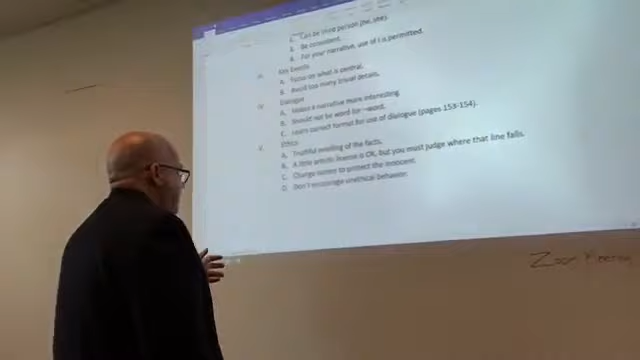 Can be third person (he, she).
Be consistent.
For your narrative, use of I is permitted.
Key Events
A. Focus on what is central.
B. Avoid too many trivial details.
IV. Dialogue
A. Makes a narrative more interesting.
B. Should not be word-for-word.
C. Learn correct format for use of dialogue (pages 153-154).
V. Ethics
A. Truthful retelling of the facts.
B. A little artistic license is OK, but you must judge where that line falls.
C. Change names to protect the innocent.
D. Don't encourage unethical behavior.
Zoom